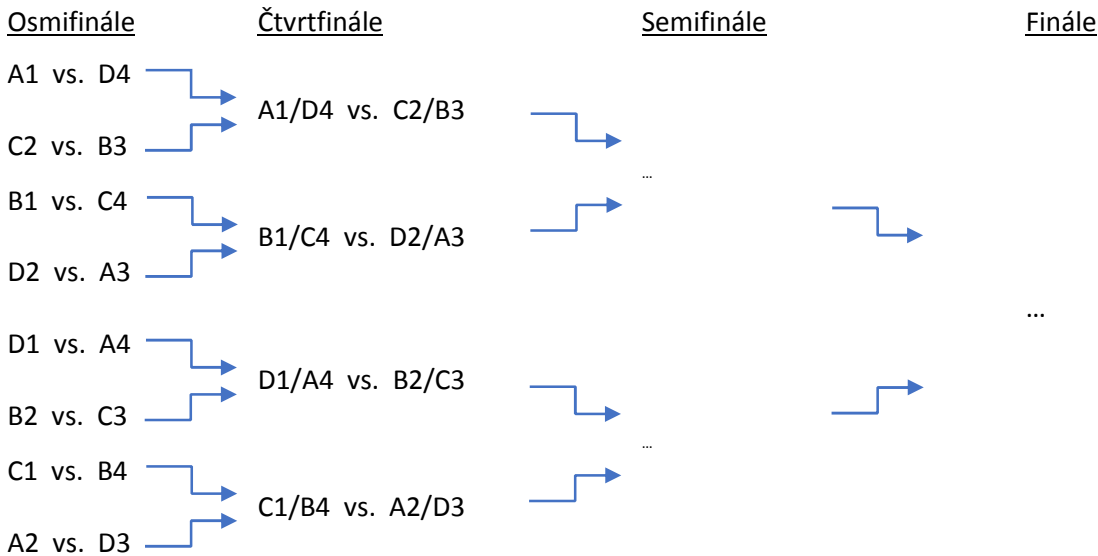 Osmifinále Čtvrtfinále Semifinále Finále
A1 vs. D4
A1/D4 vs. C2/B3
C2 vs. B3
...
B1 vs. C4
B1/C4 vs. D2/A3
D2 vs. A3
...
D1 vs. A4
D1/A4 vs. B2/C3
B2 vs. C3
...
C1 vs. B4
C1/B4 vs. A2/D3
A2 vs. D3